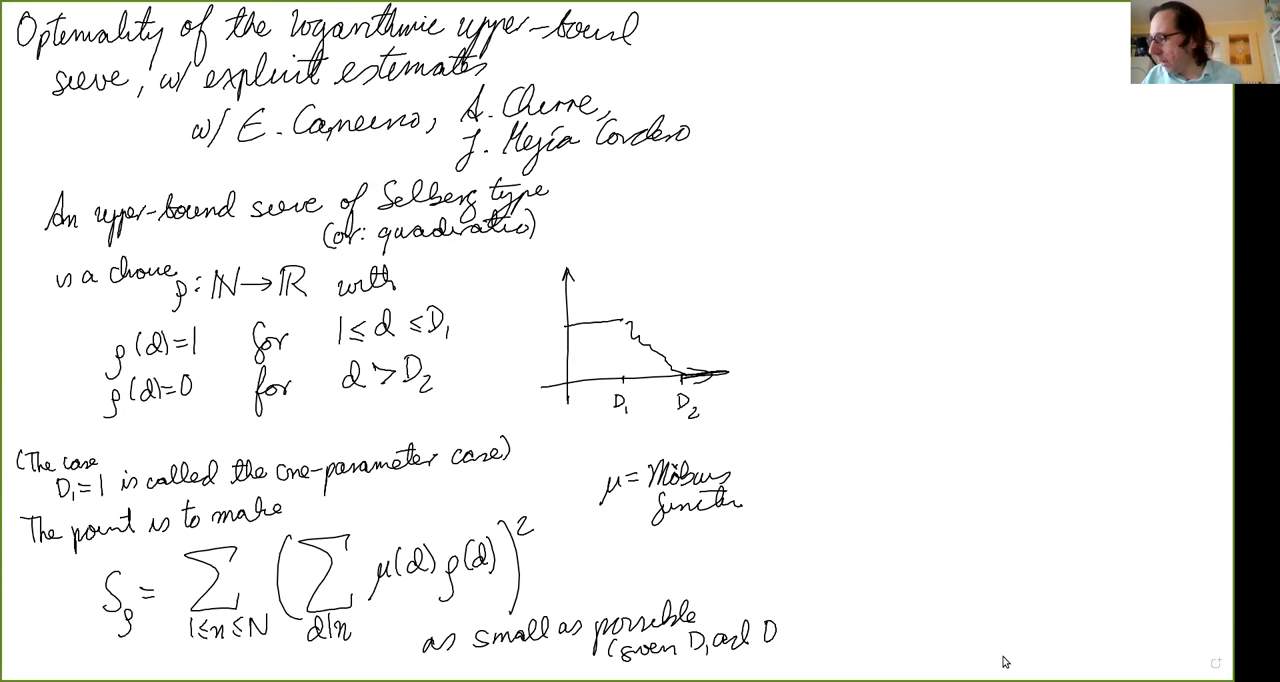 Optimality of the logarithmic upper-bound
sieve, w/ explicit estimates
w/ E. Carneiro, A. Chirre,
J. Mejía Cordero
An upper-bound sieve of Selberg type
(or: quadratic)
is a choice ρ: ℕ → ℝ with
ρ(d)=1 for 1≤d≤D₁
ρ(d)=0 for d>D₂
D₁ D₂
(The case
D₁=1 is called the one-parameter case)
μ = Möbius
function
The point is to make
S_ρ = ∑_{1≤n≤N} (∑_{d|n} μ(d) ρ(d))²
as small as possible
(given D₁ and D